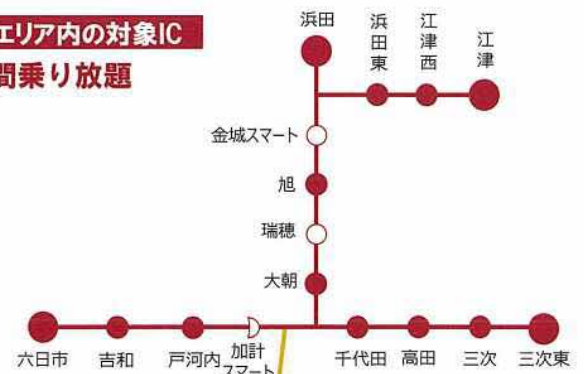 エリア内の対象IC
間乗り放題
浜田
浜田東
江津西
江津
金城スマート
旭
瑞穂
大朝
六日市
吉和
戸河内
加計
スマート
千代田
高田
三次
三次東